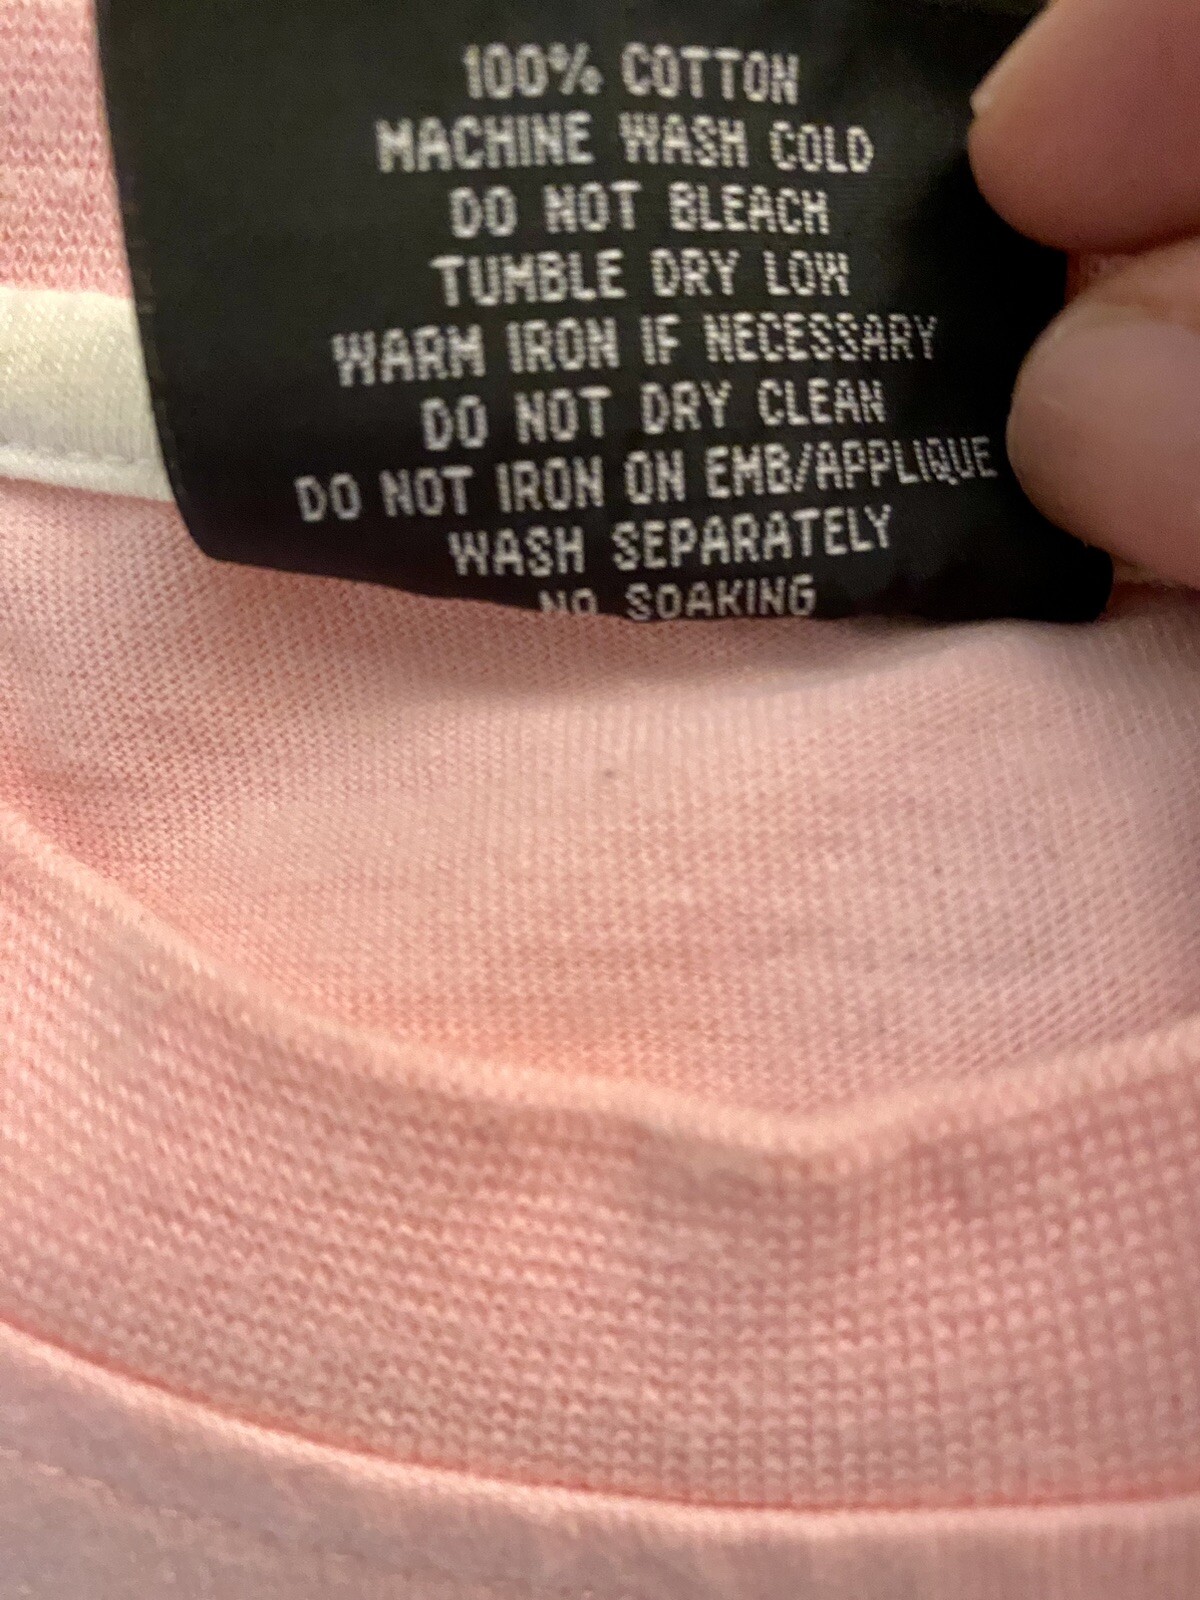 100% COTTON
MACHINE WASH COLD
DO NOT BLEACH
TUMBLE DRY LOW
WARM IRON IF NECESSARY
DO NOT DRY CLEAN
DO NOT IRON ON EMB/APPLIQUE
WASH SEPARATELY
NO SOAKING